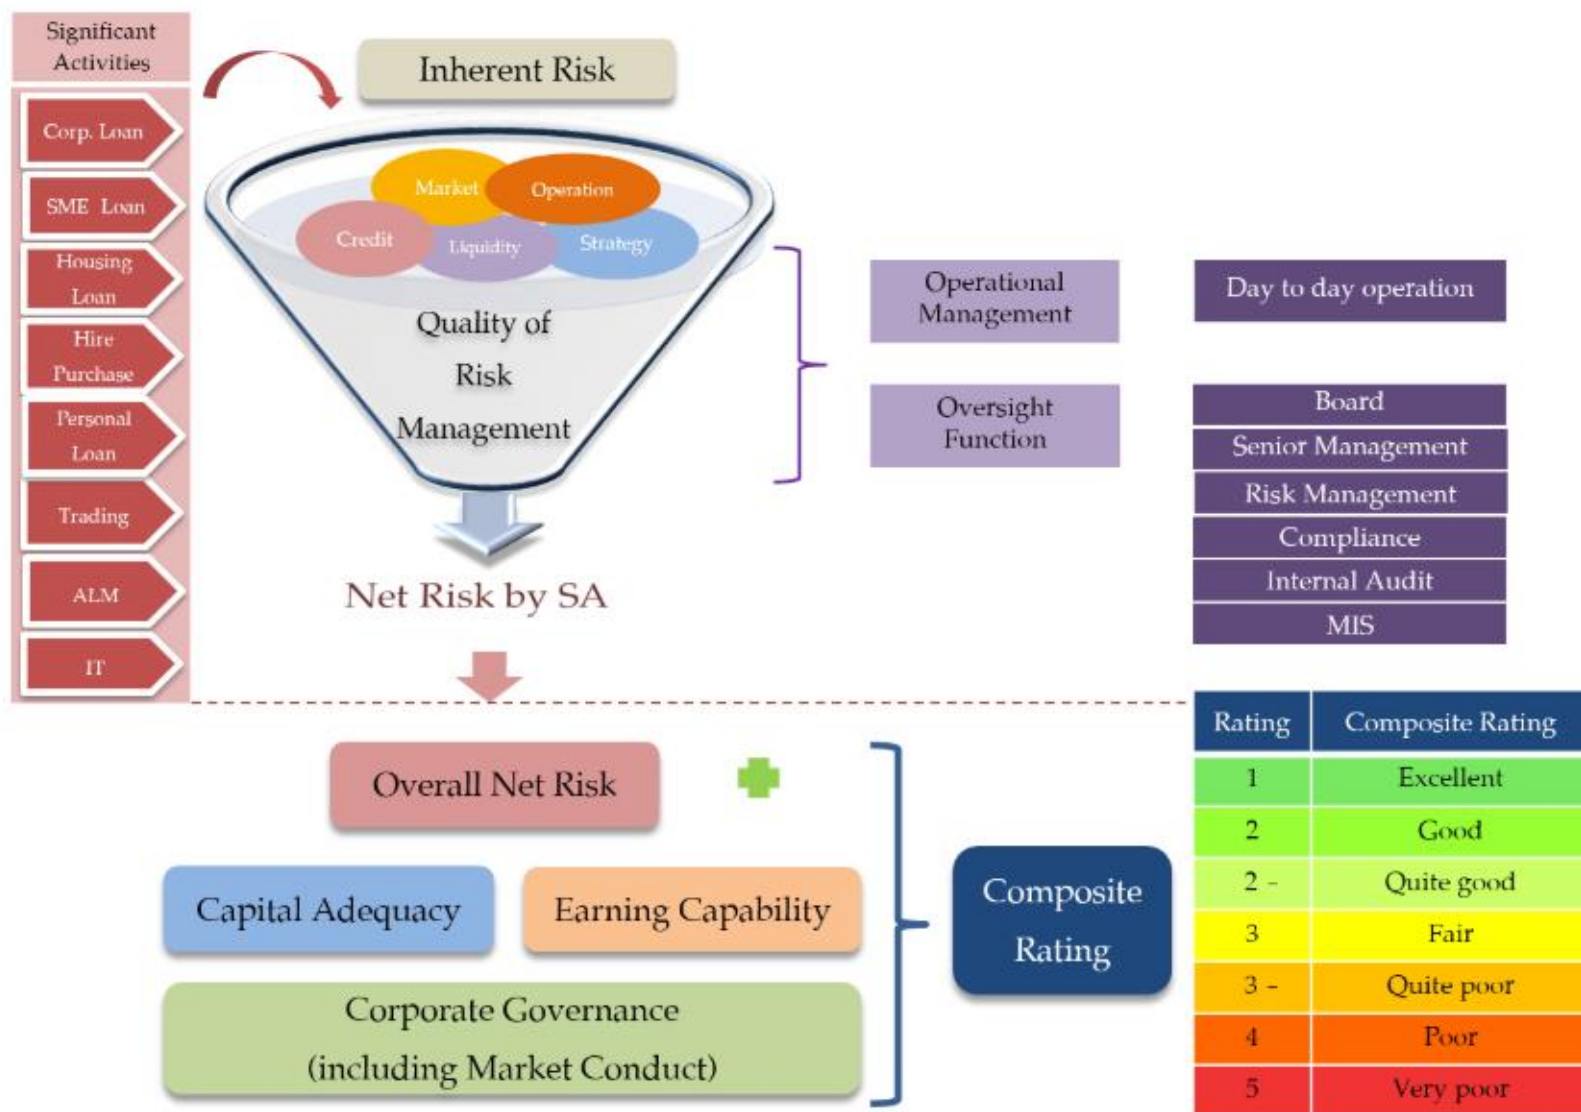 Significant
Activities
Corp. Loan
SME Loan
Housing
Loan
Hire
Purchase
Personal
Loan
Trading
ALM
IT
Inherent Risk
Market
Operation
Credit
Liquidity
Strategy
Quality of
Risk
Management
Net Risk by SA
Operational
Management
Oversight
Function
Day to day operation
Board
Senior Management
Risk Management
Compliance
Internal Audit
MIS
Overall Net Risk
Capital Adequacy
Earning Capability
Corporate Governance
(including Market Conduct)
Composite
Rating
Rating Composite Rating
1 Excellent
2 Good
2 - Quite good
3 Fair
3 - Quite poor
4 Poor
5 Very poor